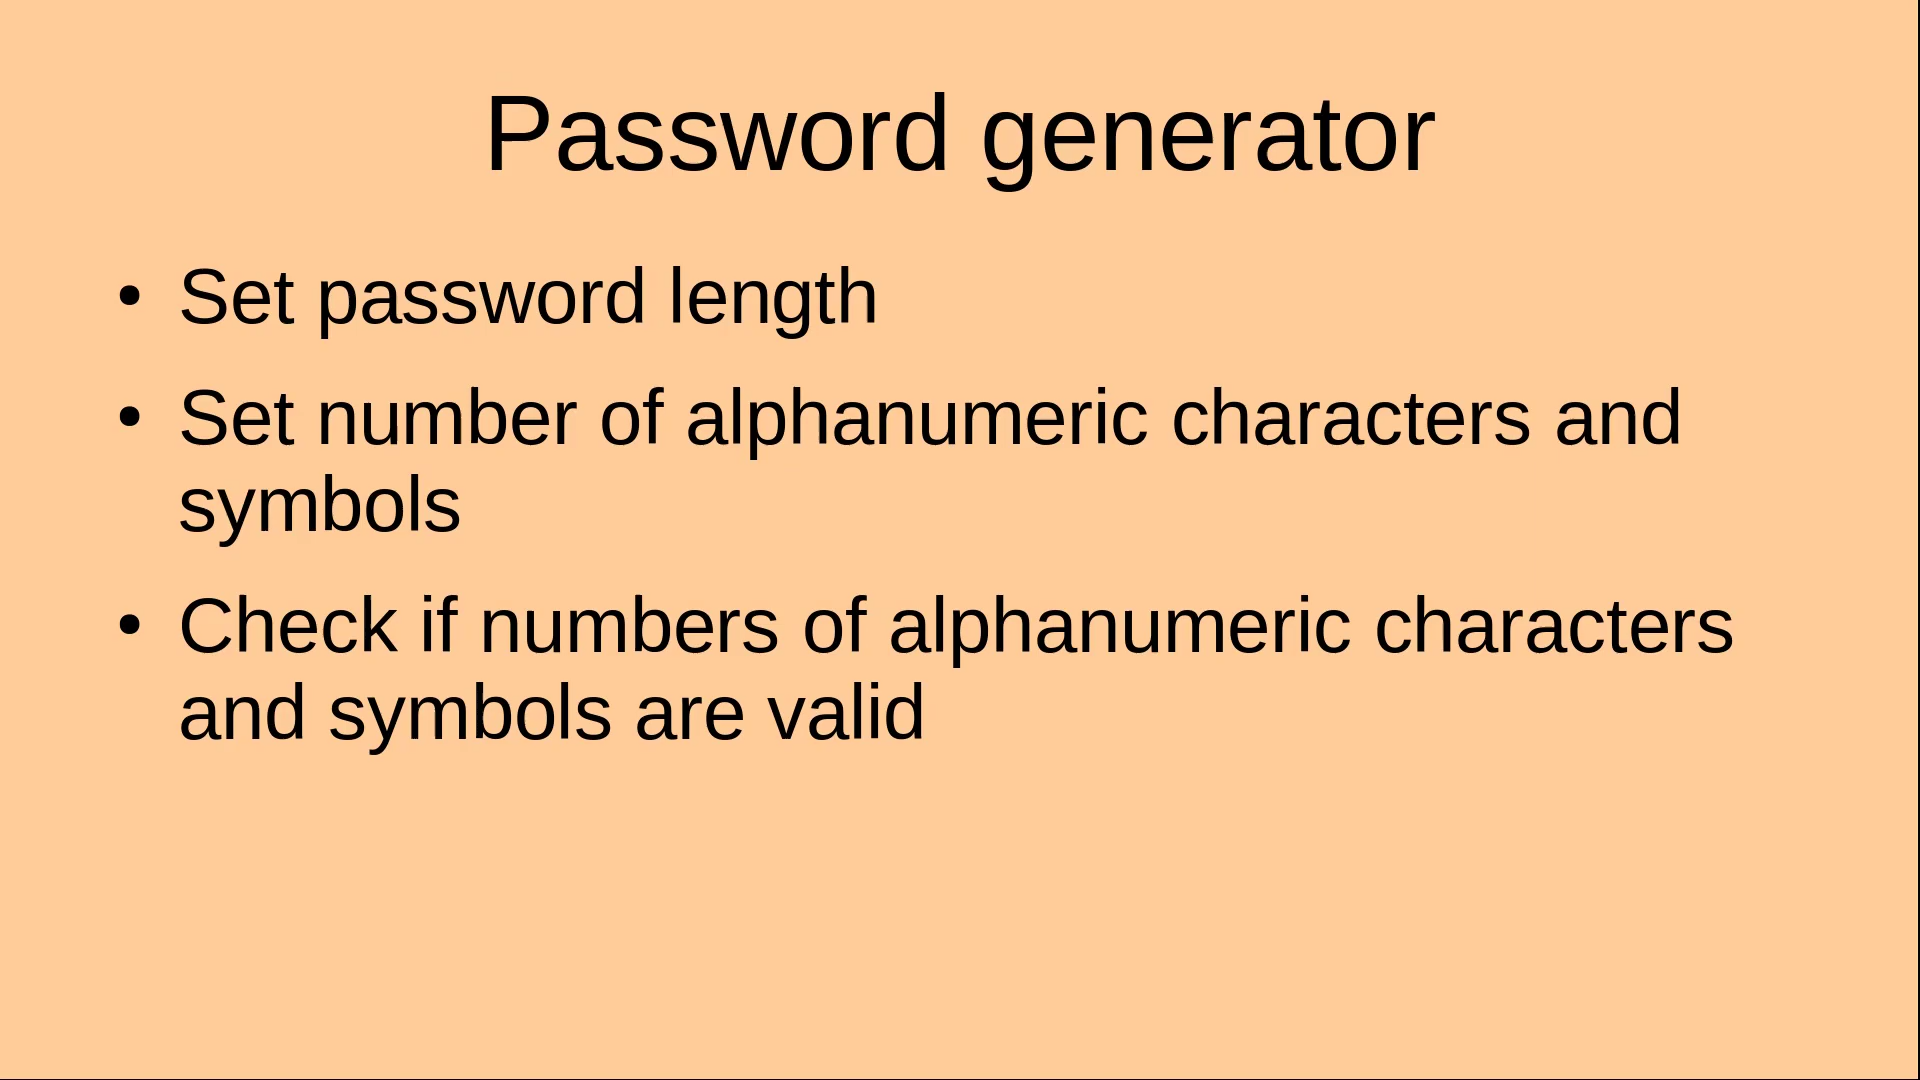 Password generator
• Set password length
• Set number of alphanumeric characters and
symbols
• Check if numbers of alphanumeric characters
and symbols are valid